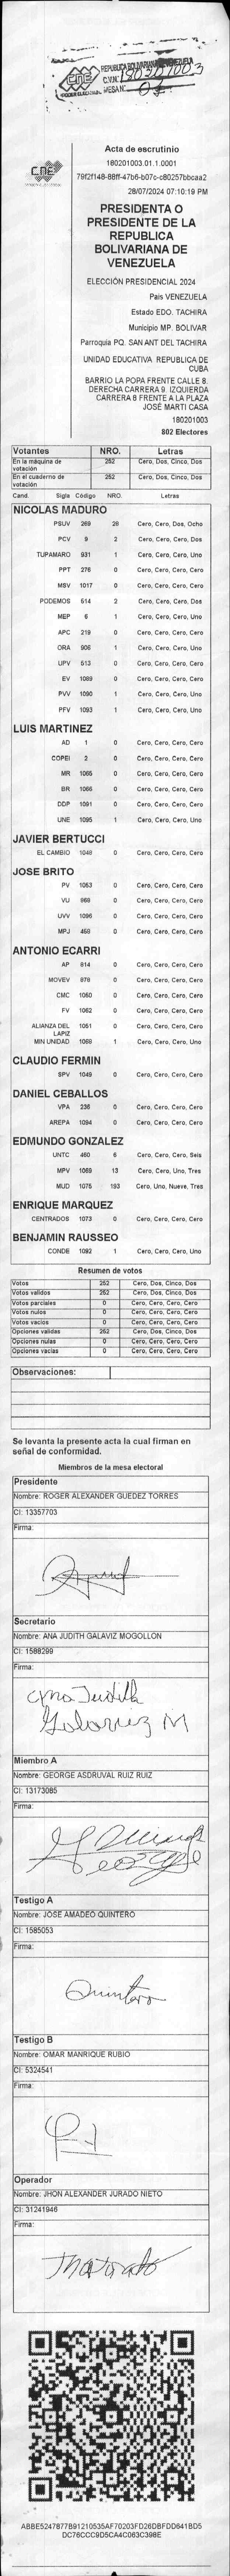 CNE
REPUBLICA BOLIVARIANA DE VENEZUELA
C.V.N°: 180201003
PODER ELECTORAL MESA N°: 01
CNE
Acta de escrutinio
180201003.01.1.0001
79f2f148-88ff-47b6-b07c-c80257bbcaa2
28/07/2024 07:10:19 PM
PRESIDENTA O
PRESIDENTE DE LA
REPUBLICA
BOLIVARIANA DE
VENEZUELA
ELECCIÓN PRESIDENCIAL 2024
Pais VENEZUELA
Estado EDO. TACHIRA
Municipio MP. BOLIVAR
Parroquia PQ. SAN ANT DEL TACHIRA
UNIDAD EDUCATIVA REPUBLICA DE
CUBA
BARRIO LA POPA FRENTE CALLE 8.
DERECHA CARRERA 9. IZQUIERDA
CARRERA 8 FRENTE A LA PLAZA
JOSÉ MARTI CASA
180201003
802 Electores
Votantes NRO. Letras
En la máquina de votación 252 Cero, Dos, Cinco, Dos
En el cuaderno de votación 252 Cero, Dos, Cinco, Dos
Cand. Sigla Código NRO. Letras
NICOLAS MADURO
PSUV 269 28 Cero, Cero, Dos, Ocho
PCV 9 2 Cero, Cero, Cero, Dos
TUPAMARO 931 1 Cero, Cero, Cero, Uno
PPT 276 0 Cero, Cero, Cero, Cero
MSV 1017 0 Cero, Cero, Cero, Cero
PODEMOS 514 2 Cero, Cero, Cero, Dos
MEP 6 1 Cero, Cero, Cero, Uno
APC 219 0 Cero, Cero, Cero, Cero
ORA 906 1 Cero, Cero, Cero, Uno
UPV 513 0 Cero, Cero, Cero, Cero
EV 1089 0 Cero, Cero, Cero, Cero
PVV 1090 1 Cero, Cero, Cero, Uno
PFV 1093 1 Cero, Cero, Cero, Uno
LUIS MARTINEZ
AD 1 0 Cero, Cero, Cero, Cero
COPEI 2 0 Cero, Cero, Cero, Cero
MR 1065 0 Cero, Cero, Cero, Cero
BR 1066 0 Cero, Cero, Cero, Cero
DDP 1091 0 Cero, Cero, Cero, Cero
UNE 1095 1 Cero, Cero, Cero, Uno
JAVIER BERTUCCI
EL CAMBIO 1048 0 Cero, Cero, Cero, Cero
JOSE BRITO
PV 1053 0 Cero, Cero, Cero, Cero
VU 969 0 Cero, Cero, Cero, Cero
UVV 1096 0 Cero, Cero, Cero, Cero
MPJ 458 0 Cero, Cero, Cero, Cero
ANTONIO ECARRI
AP 814 0 Cero, Cero, Cero, Cero
MOVEV 876 0 Cero, Cero, Cero, Cero
CMC 1050 0 Cero, Cero, Cero, Cero
FV 1062 0 Cero, Cero, Cero, Cero
ALIANZA DEL LAPIZ 1051 0 Cero, Cero, Cero, Cero
MIN UNIDAD 1068 1 Cero, Cero, Cero, Uno
CLAUDIO FERMIN
SPV 1049 0 Cero, Cero, Cero, Cero
DANIEL CEBALLOS
VPA 236 0 Cero, Cero, Cero, Cero
AREPA 1094 0 Cero, Cero, Cero, Cero
EDMUNDO GONZALEZ
UNTC 460 6 Cero, Cero, Cero, Seis
MPV 1069 13 Cero, Cero, Uno, Tres
MUD 1075 193 Cero, Uno, Nueve, Tres
ENRIQUE MARQUEZ
CENTRADOS 1073 0 Cero, Cero, Cero, Cero
BENJAMIN RAUSSEO
CONDE 1092 1 Cero, Cero, Cero, Uno
Resumen de votos
Votos 252 Cero, Dos, Cinco, Dos
Votos validos 252 Cero, Dos, Cinco, Dos
Votos parciales 0 Cero, Cero, Cero, Cero
Votos nulos 0 Cero, Cero, Cero, Cero
Votos vacios 0 Cero, Cero, Cero, Cero
Opciones validas 252 Cero, Dos, Cinco, Dos
Opciones nulas 0 Cero, Cero, Cero, Cero
Opciones vacias 0 Cero, Cero, Cero, Cero
Observaciones:
Se levanta la presente acta la cual firman en
señal de conformidad.
Miembros de la mesa electoral
Presidente
Nombre: ROGER ALEXANDER GUEDEZ TORRES
CI: 13357703
Firma:
Secretario
Nombre: ANA JUDITH GALAVIZ MOGOLLON
CI: 1588299
Firma:
Ana Judith
Galaviz M
Miembro A
Nombre: GEORGE ASDRUVAL RUIZ RUIZ
CI: 13173085
Firma:
Testigo A
Nombre: JOSE AMADEO QUINTERO
CI: 1585053
Firma:
Quintero
Testigo B
Nombre: OMAR MANRIQUE RUBIO
CI: 5324541
Firma:
Operador
Nombre: JHON ALEXANDER JURADO NIETO
CI: 31241946
Firma:
ABBE5247877B91210535AF70203FD26DBFDD641BD5
DC76CCC9D5CA4C063C398E